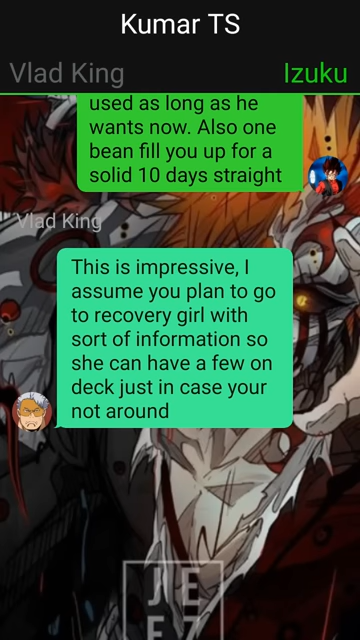 Kumar TS
Vlad King
Izuku
used as long as he
wants now. Also one
bean fill you up for a
solid 10 days straight
Vlad King
This is impressive, I
assume you plan to go
to recovery girl with
sort of information so
she can have a few on
deck just in case your
not around
J E